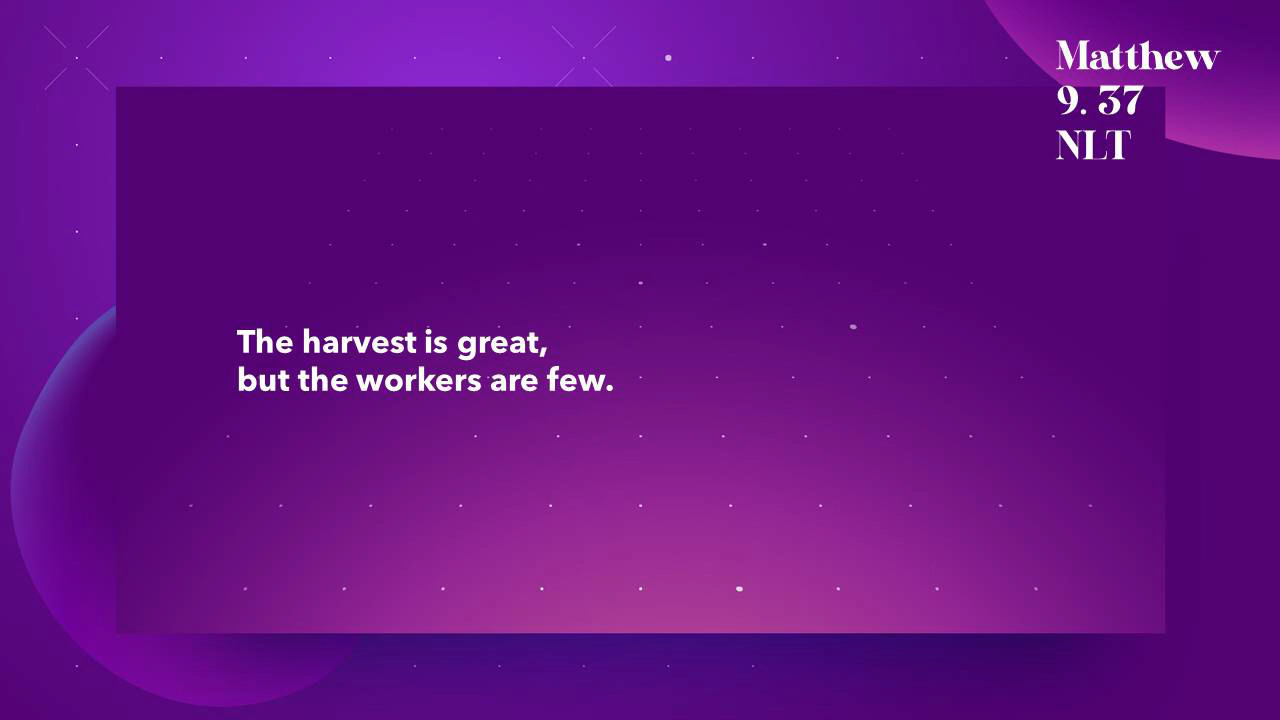 Matthew
9. 37
NLT
The harvest is great,
but the workers are few.